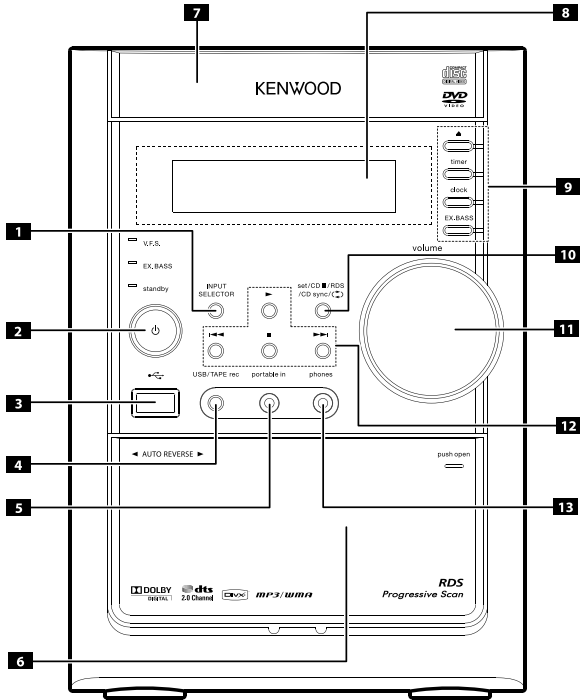 7
8
KENWOOD
COMPACT
disc
DVD
VIDEO
timer
clock
EX.BASS
9
1
V.F.S.
EX.BASS
standby
INPUT
SELECTOR
set/CD ⏸/RDS
/CD sync/
volume
10
2
11
USB/TAPE rec
portable in
phones
3
12
◄ AUTO REVERSE ►
push open
4
5
13
DOLBY
DIGITAL
dts
2.0 Channel
DIVX
MP3/WMA
RDS
Progressive Scan
6